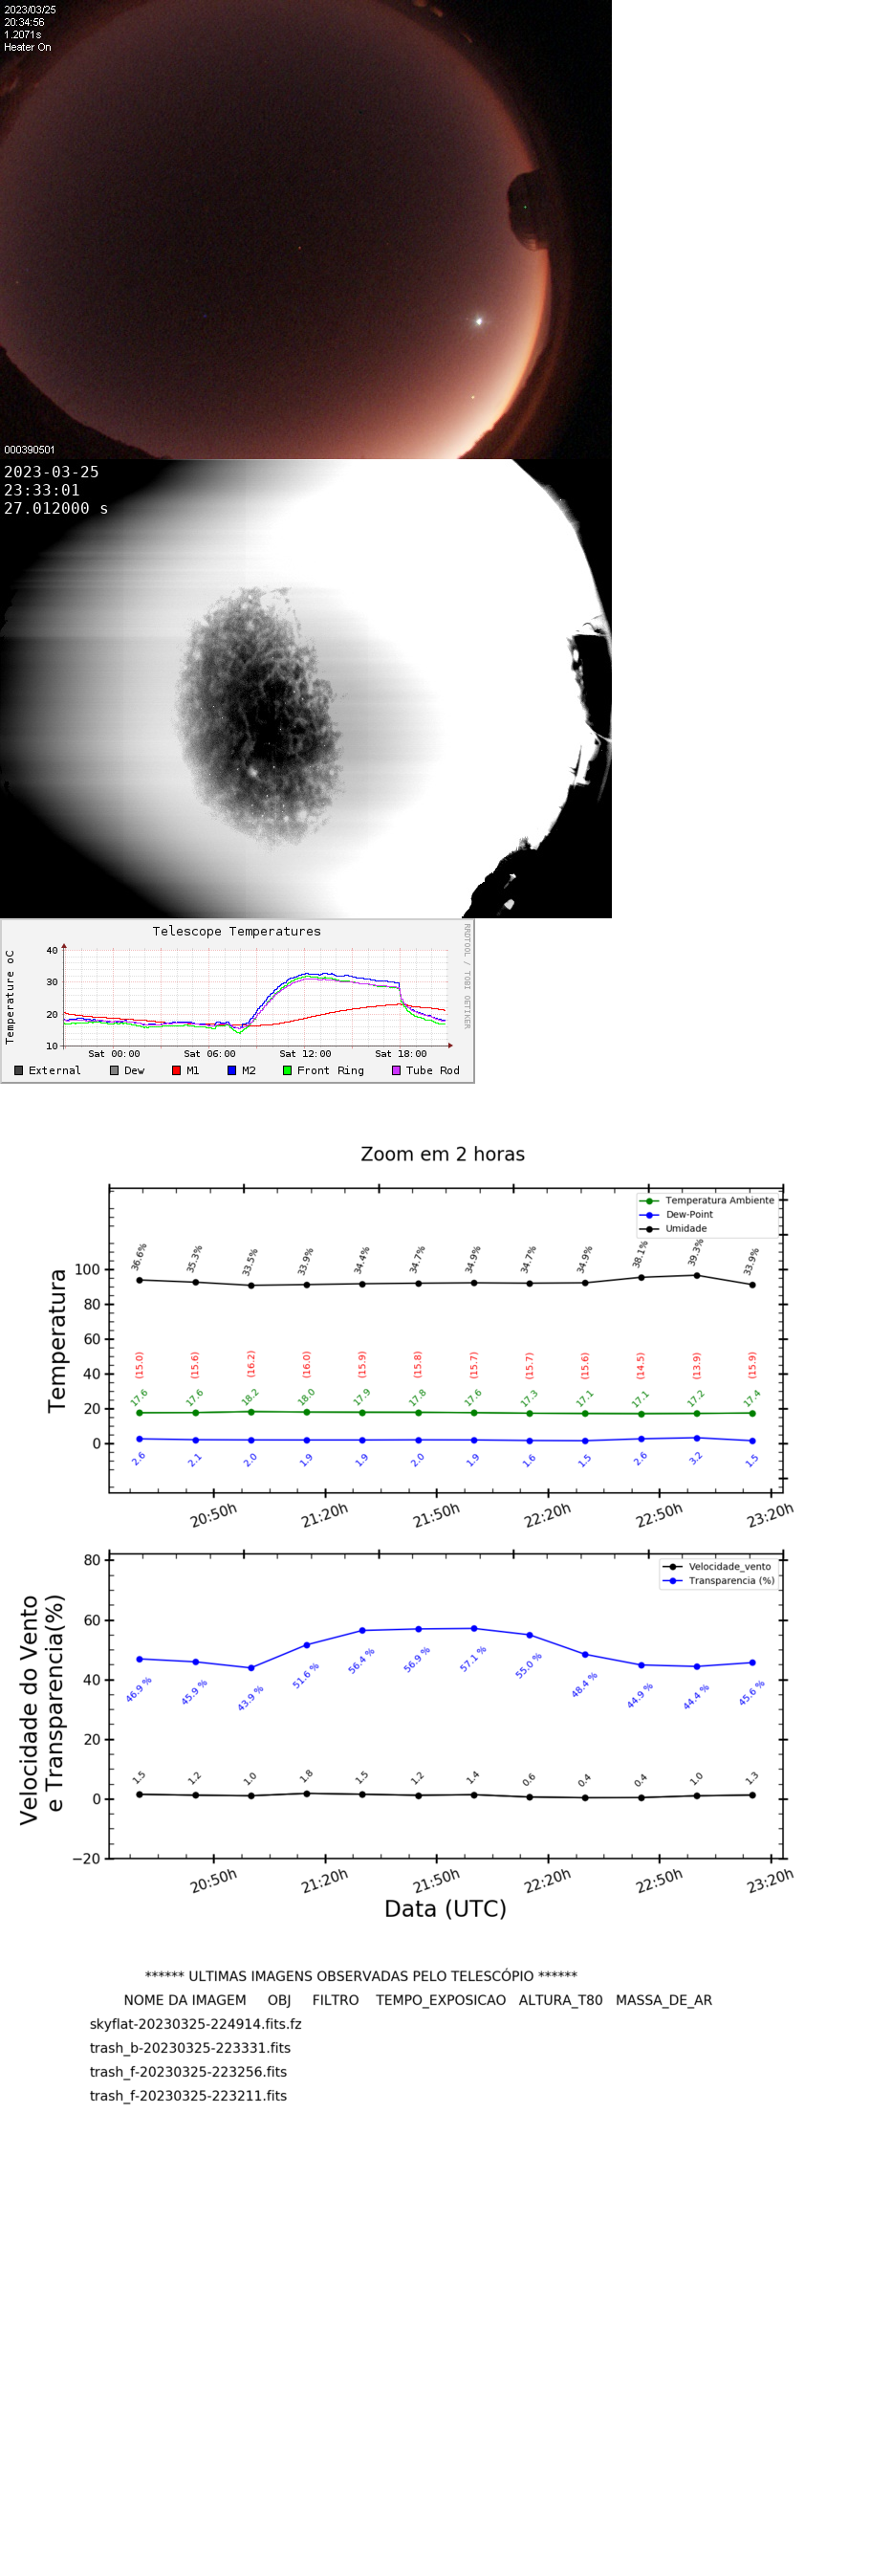 2023/03/25
20:34:56
1.2071s
Heater On
000390501
2023-03-25
23:33:01
27.012000 s
Telescope Temperatures
RRDTOOL / TOBI OETIKER
Temperature oC
40
30
20
10
Sat 00:00 Sat 06:00 Sat 12:00 Sat 18:00
External Dew M1 M2 Front Ring Tube Rod
Zoom em 2 horas
Temperatura Ambiente
Dew-Point
Umidade
Temperatura
100
80
60
40
20
0
36.6% 35.3% 33.5% 33.9% 34.4% 34.7% 34.9% 34.7% 34.9% 38.1% 39.3% 33.9%
(15.0) (15.6) (16.2) (16.0) (15.9) (15.8) (15.7) (15.7) (15.6) (14.5) (13.9) (15.9)
17.6 17.6 18.2 18.0 17.9 17.8 17.6 17.3 17.1 17.1 17.2 17.4
2.6 2.1 2.0 1.9 1.9 2.0 1.9 1.6 1.5 2.6 3.2 1.5
20:50h 21:20h 21:50h 22:20h 22:50h 23:20h
Velocidade_vento
Transparencia (%)
Velocidade do Vento
e Transparencia(%)
80
60
40
20
0
−20
46.9 % 45.9 % 43.9 % 51.6 % 56.4 % 56.9 % 57.1 % 55.0 % 48.4 % 44.9 % 44.4 % 45.6 %
1.5 1.2 1.0 1.8 1.5 1.2 1.4 0.6 0.4 0.4 1.0 1.3
20:50h 21:20h 21:50h 22:20h 22:50h 23:20h
Data (UTC)
****** ULTIMAS IMAGENS OBSERVADAS PELO TELESCÓPIO ******
NOME DA IMAGEM OBJ FILTRO TEMPO_EXPOSICAO ALTURA_T80 MASSA_DE_AR
skyflat-20230325-224914.fits.fz
trash_b-20230325-223331.fits
trash_f-20230325-223256.fits
trash_f-20230325-223211.fits